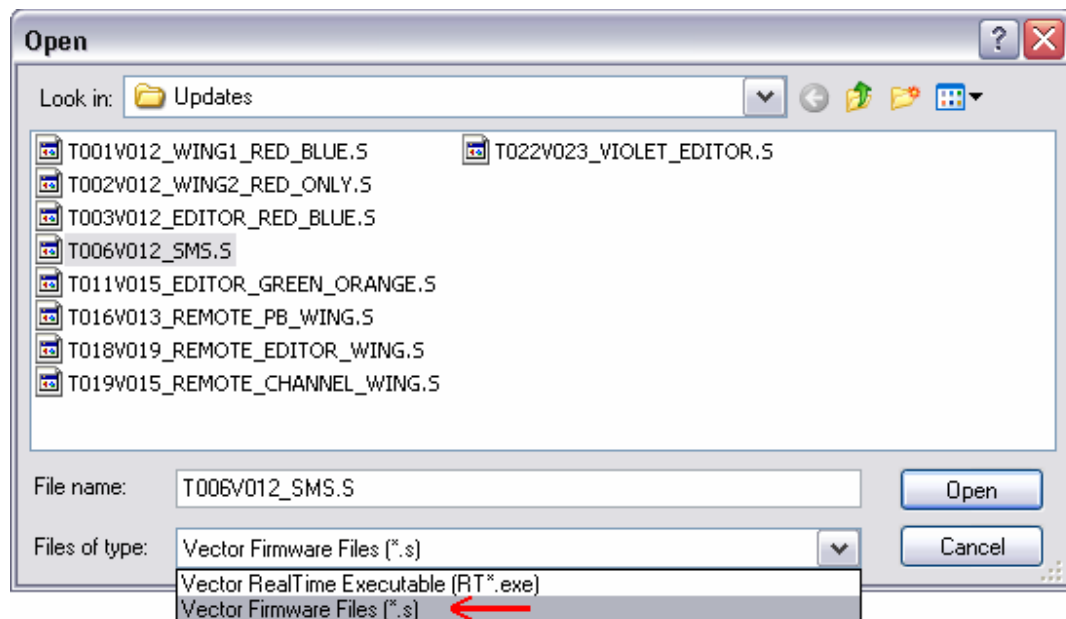 Open
Look in: Updates
T001V012_WING1_RED_BLUE.S
T002V012_WING2_RED_ONLY.S
T003V012_EDITOR_RED_BLUE.S
T006V012_SMS.S
T011V015_EDITOR_GREEN_ORANGE.S
T016V013_REMOTE_PB_WING.S
T018V019_REMOTE_EDITOR_WING.S
T019V015_REMOTE_CHANNEL_WING.S
T022V023_VIOLET_EDITOR.S
File name: T006V012_SMS.S Open
Files of type: Vector Firmware Files (*.s) Cancel
Vector RealTime Executable (RT*.exe)
Vector Firmware Files (*.s)